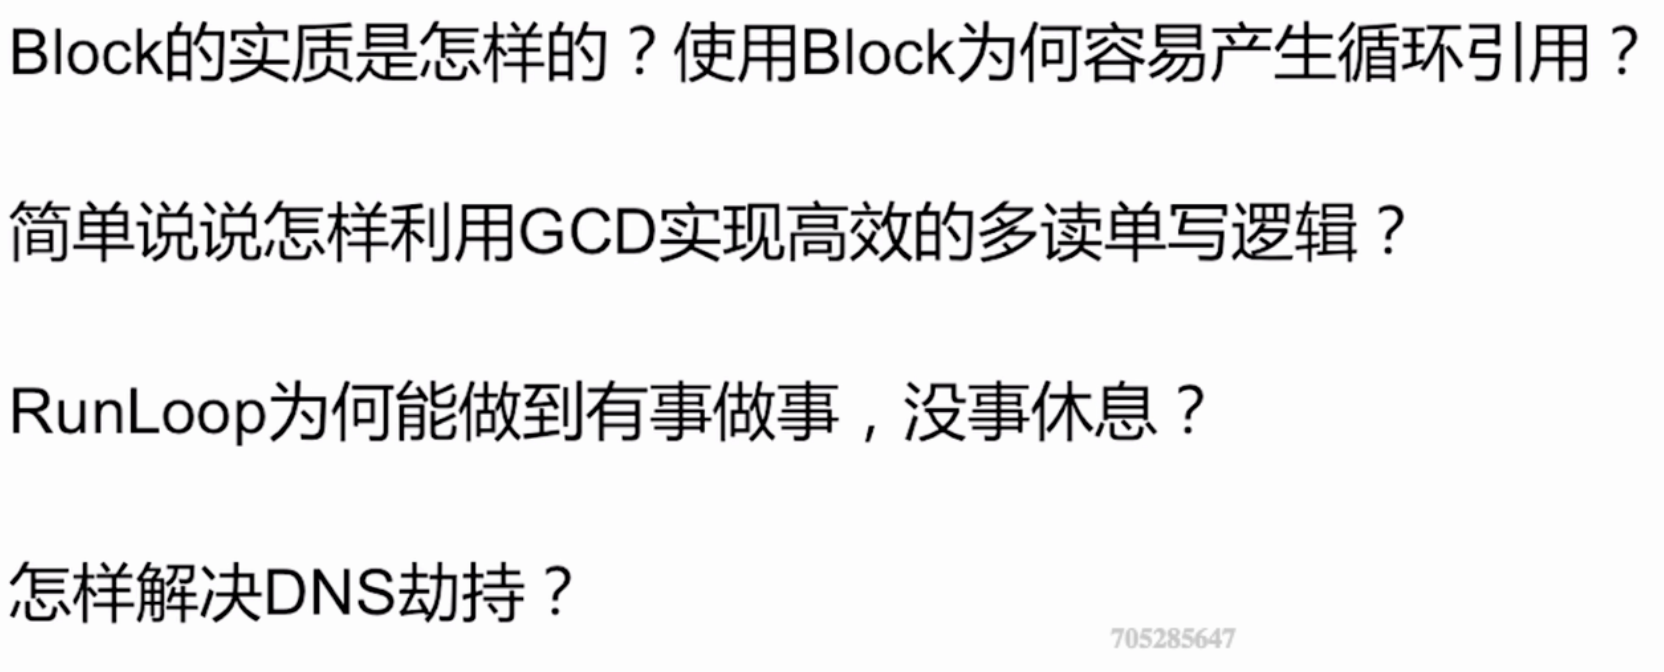 Block的实质是怎样的？使用Block为何容易产生循环引用？
简单说说怎样利用GCD实现高效的多读单写逻辑？
RunLoop为何能做到有事做事，没事休息？
怎样解决DNS劫持？
705285647